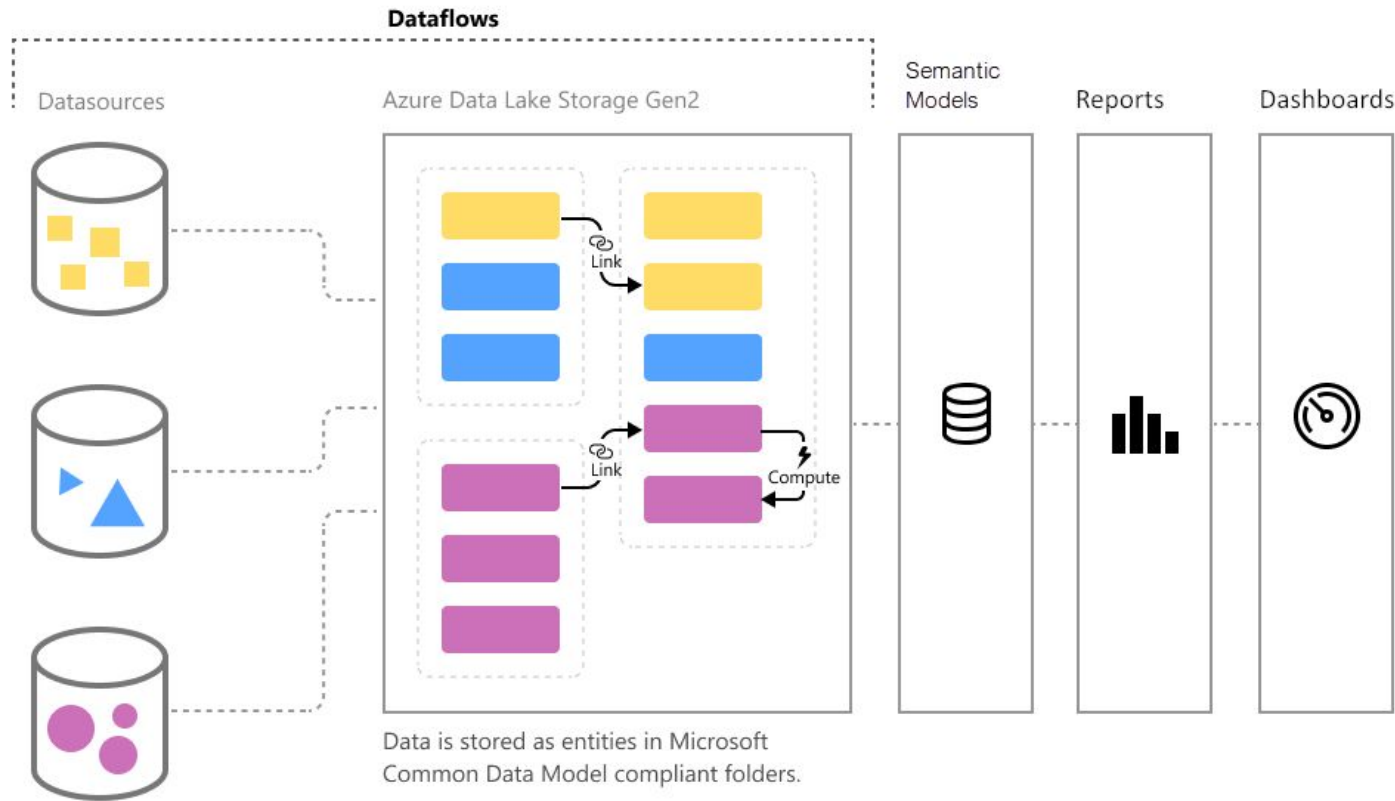 Dataflows
Datasources
Azure Data Lake Storage Gen2
Semantic
Models
Reports
Dashboards
Link
Link
Compute
Data is stored as entities in Microsoft
Common Data Model compliant folders.